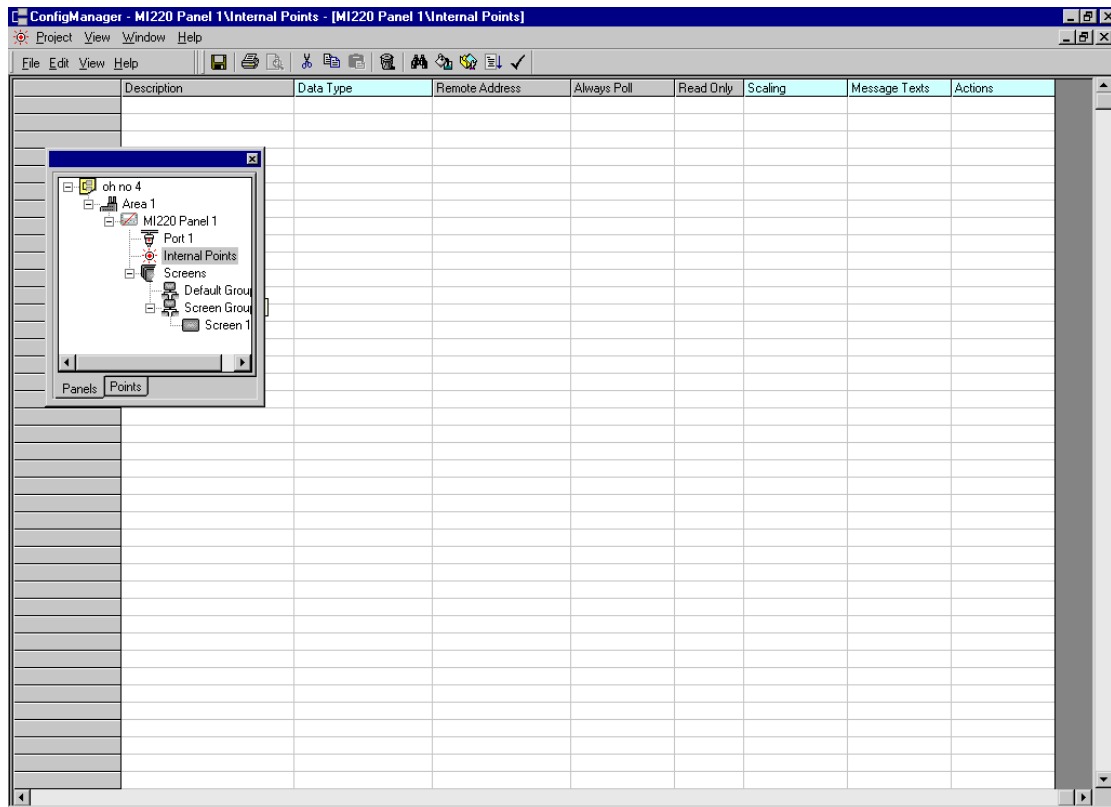 ConfigManager - MI220 Panel 1\Internal Points - [MI220 Panel 1\Internal Points]
Project View Window Help
File Edit View Help
Description Data Type Remote Address Always Poll Read Only Scaling Message Texts Actions
oh no 4
Area 1
MI220 Panel 1
Port 1
Internal Points
Screens
Default Grou
Screen Grou
Screen 1
Panels Points